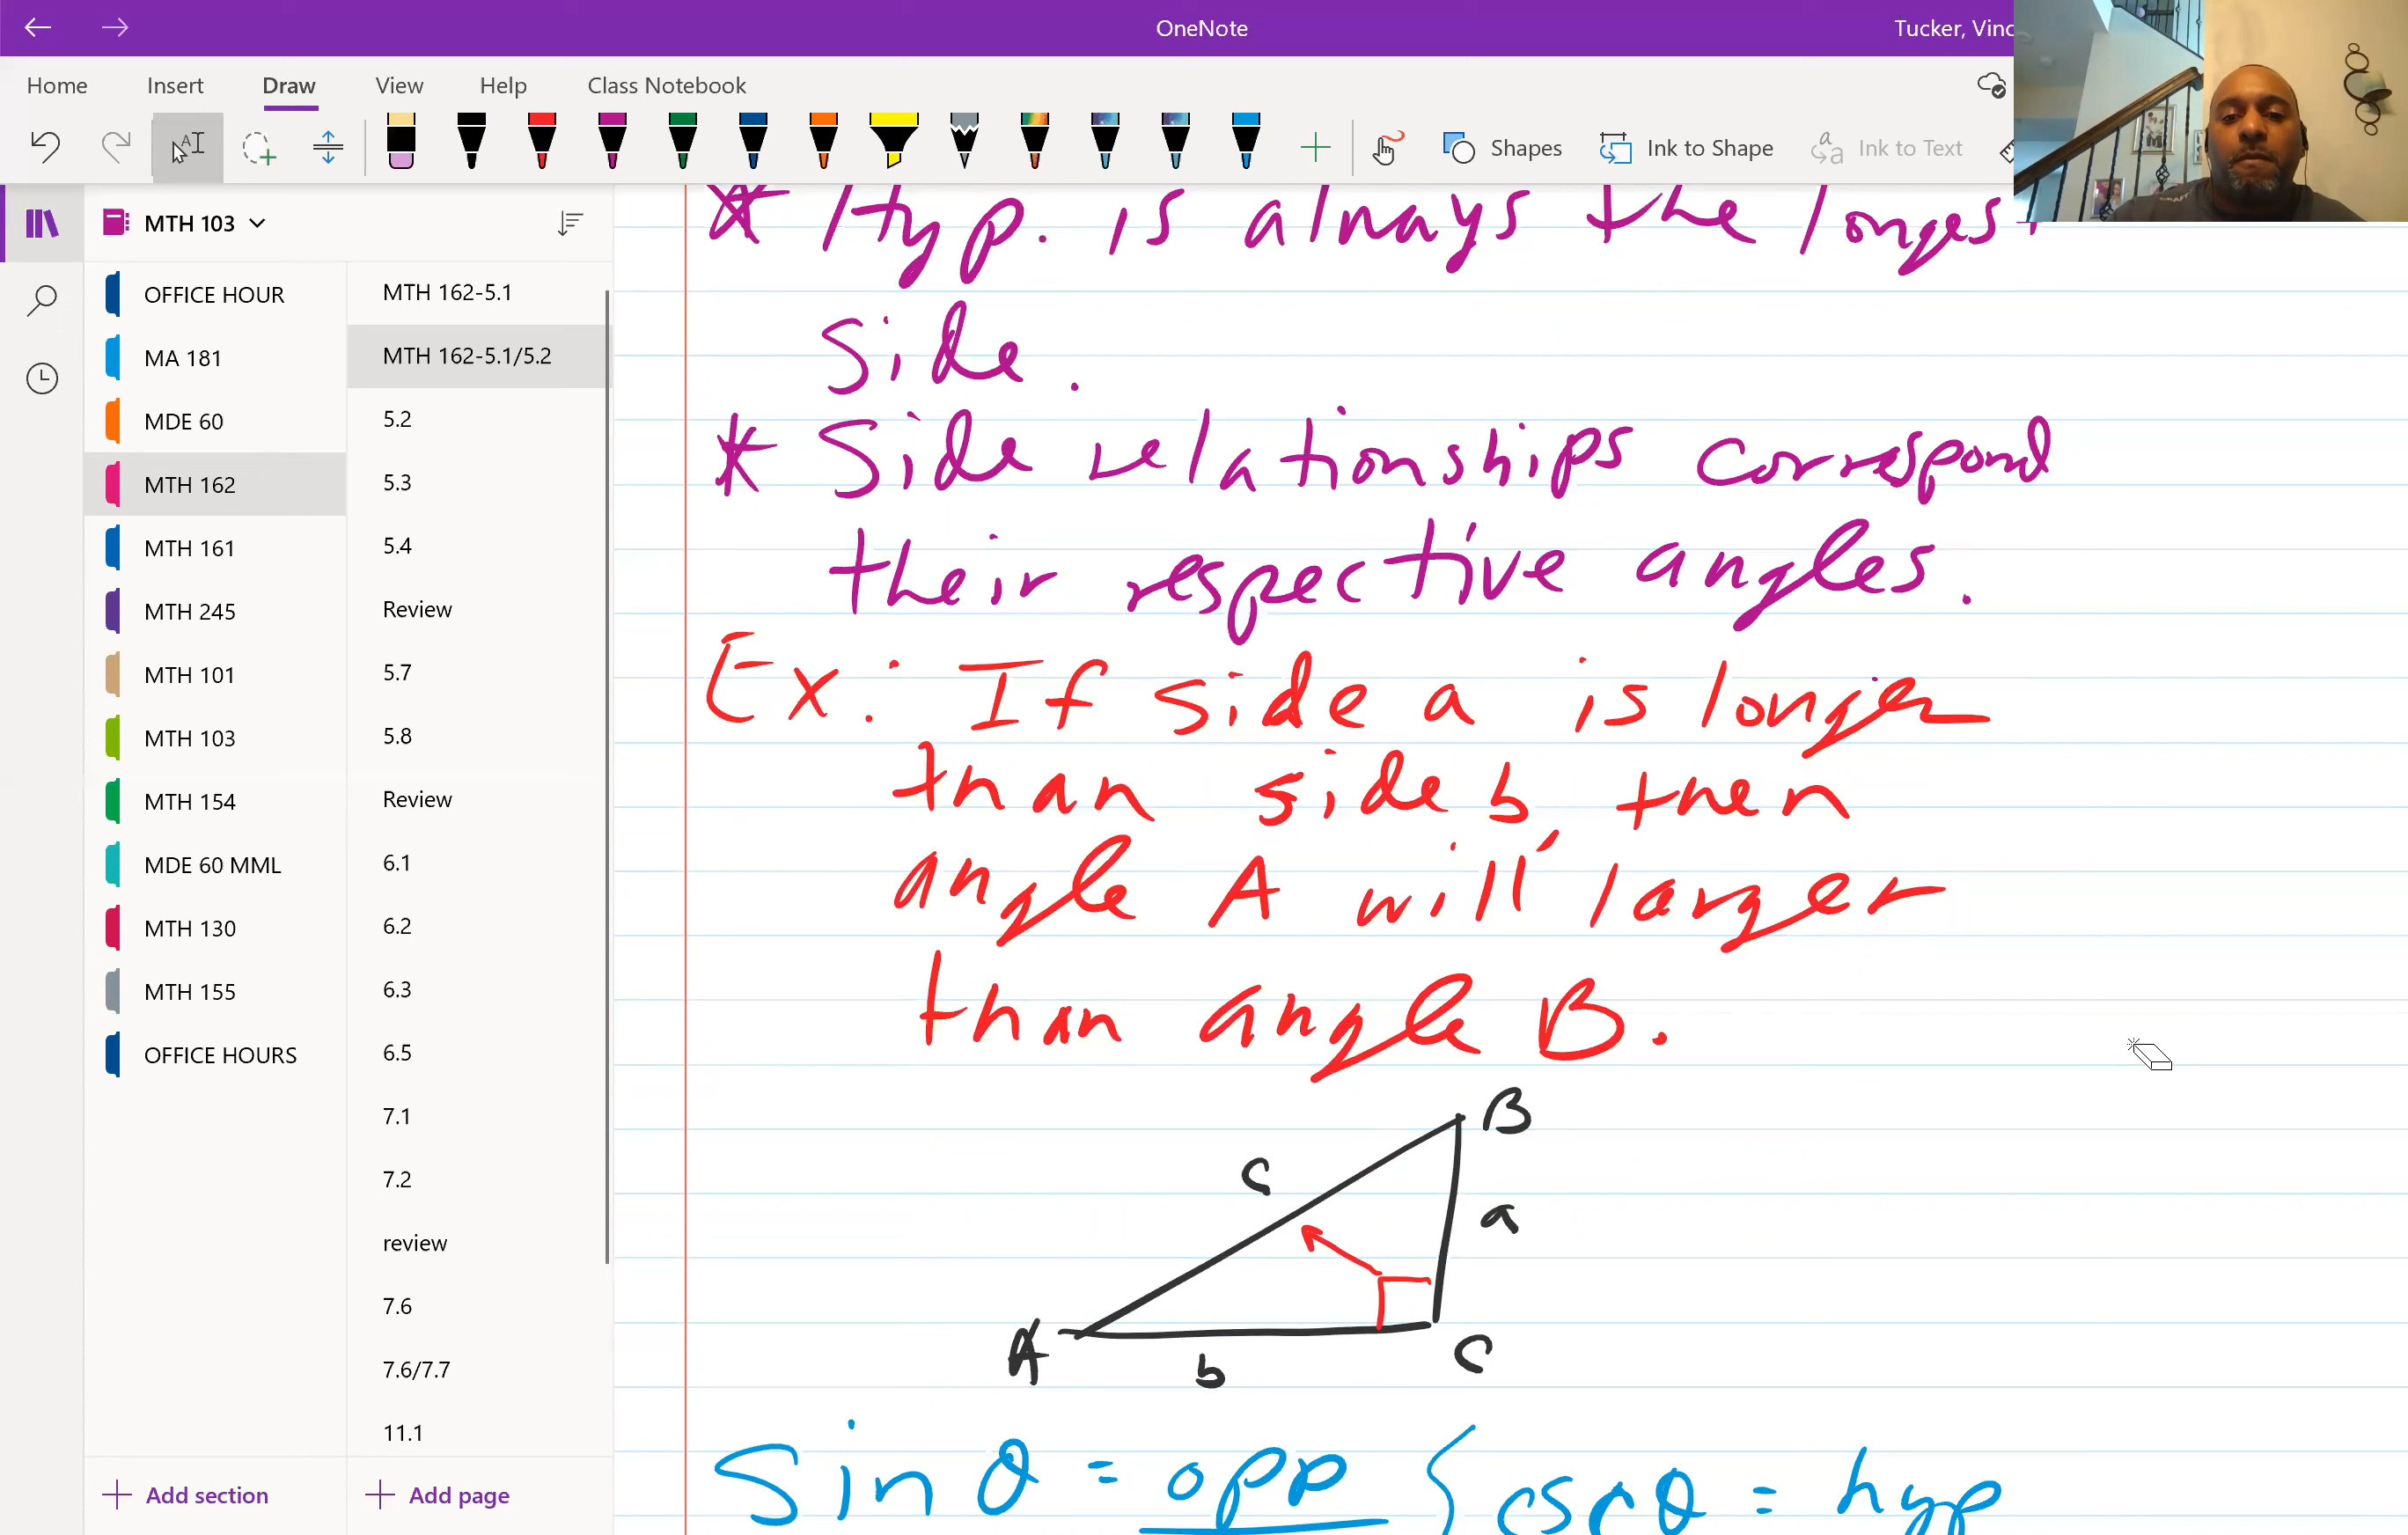 OneNote
Tucker, Vinc
Home Insert Draw View Help Class Notebook
Shapes Ink to Shape Ink to Text
MTH 103
OFFICE HOUR
MA 181
MDE 60
MTH 162
MTH 161
MTH 245
MTH 101
MTH 103
MTH 154
MDE 60 MML
MTH 130
MTH 155
OFFICE HOURS
Add section
MTH 162-5.1
MTH 162-5.1/5.2
5.2
5.3
5.4
Review
5.7
5.8
Review
6.1
6.2
6.3
6.5
7.1
7.2
review
7.6
7.6/7.7
11.1
Add page
* Hyp. is always the longest
side.
* Side relationships correspond
their respective angles.
Ex: If side a is longer
than side b, then
angle A will larger
than angle B.
B
c
a
A
b
C
Sin θ = opp { csc θ = hyp